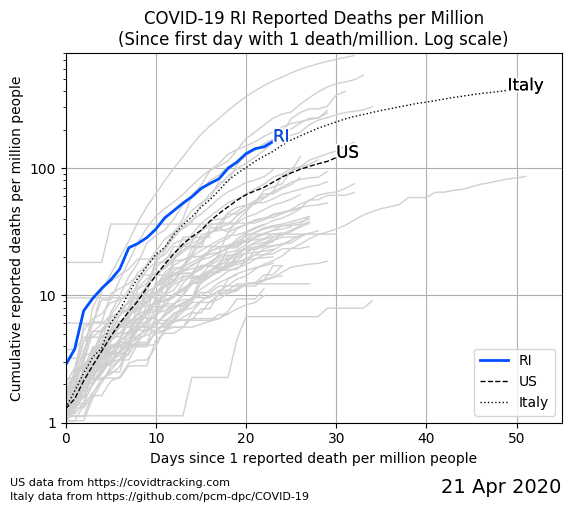 COVID-19 RI Reported Deaths per Million
(Since first day with 1 death/million. Log scale)
Cumulative reported deaths per million people
100
10
1
Italy
RI
US
RI
US
Italy
0
10
20
30
40
50
Days since 1 reported death per million people
US data from https://covidtracking.com
Italy data from https://github.com/pcm-dpc/COVID-19
21 Apr 2020